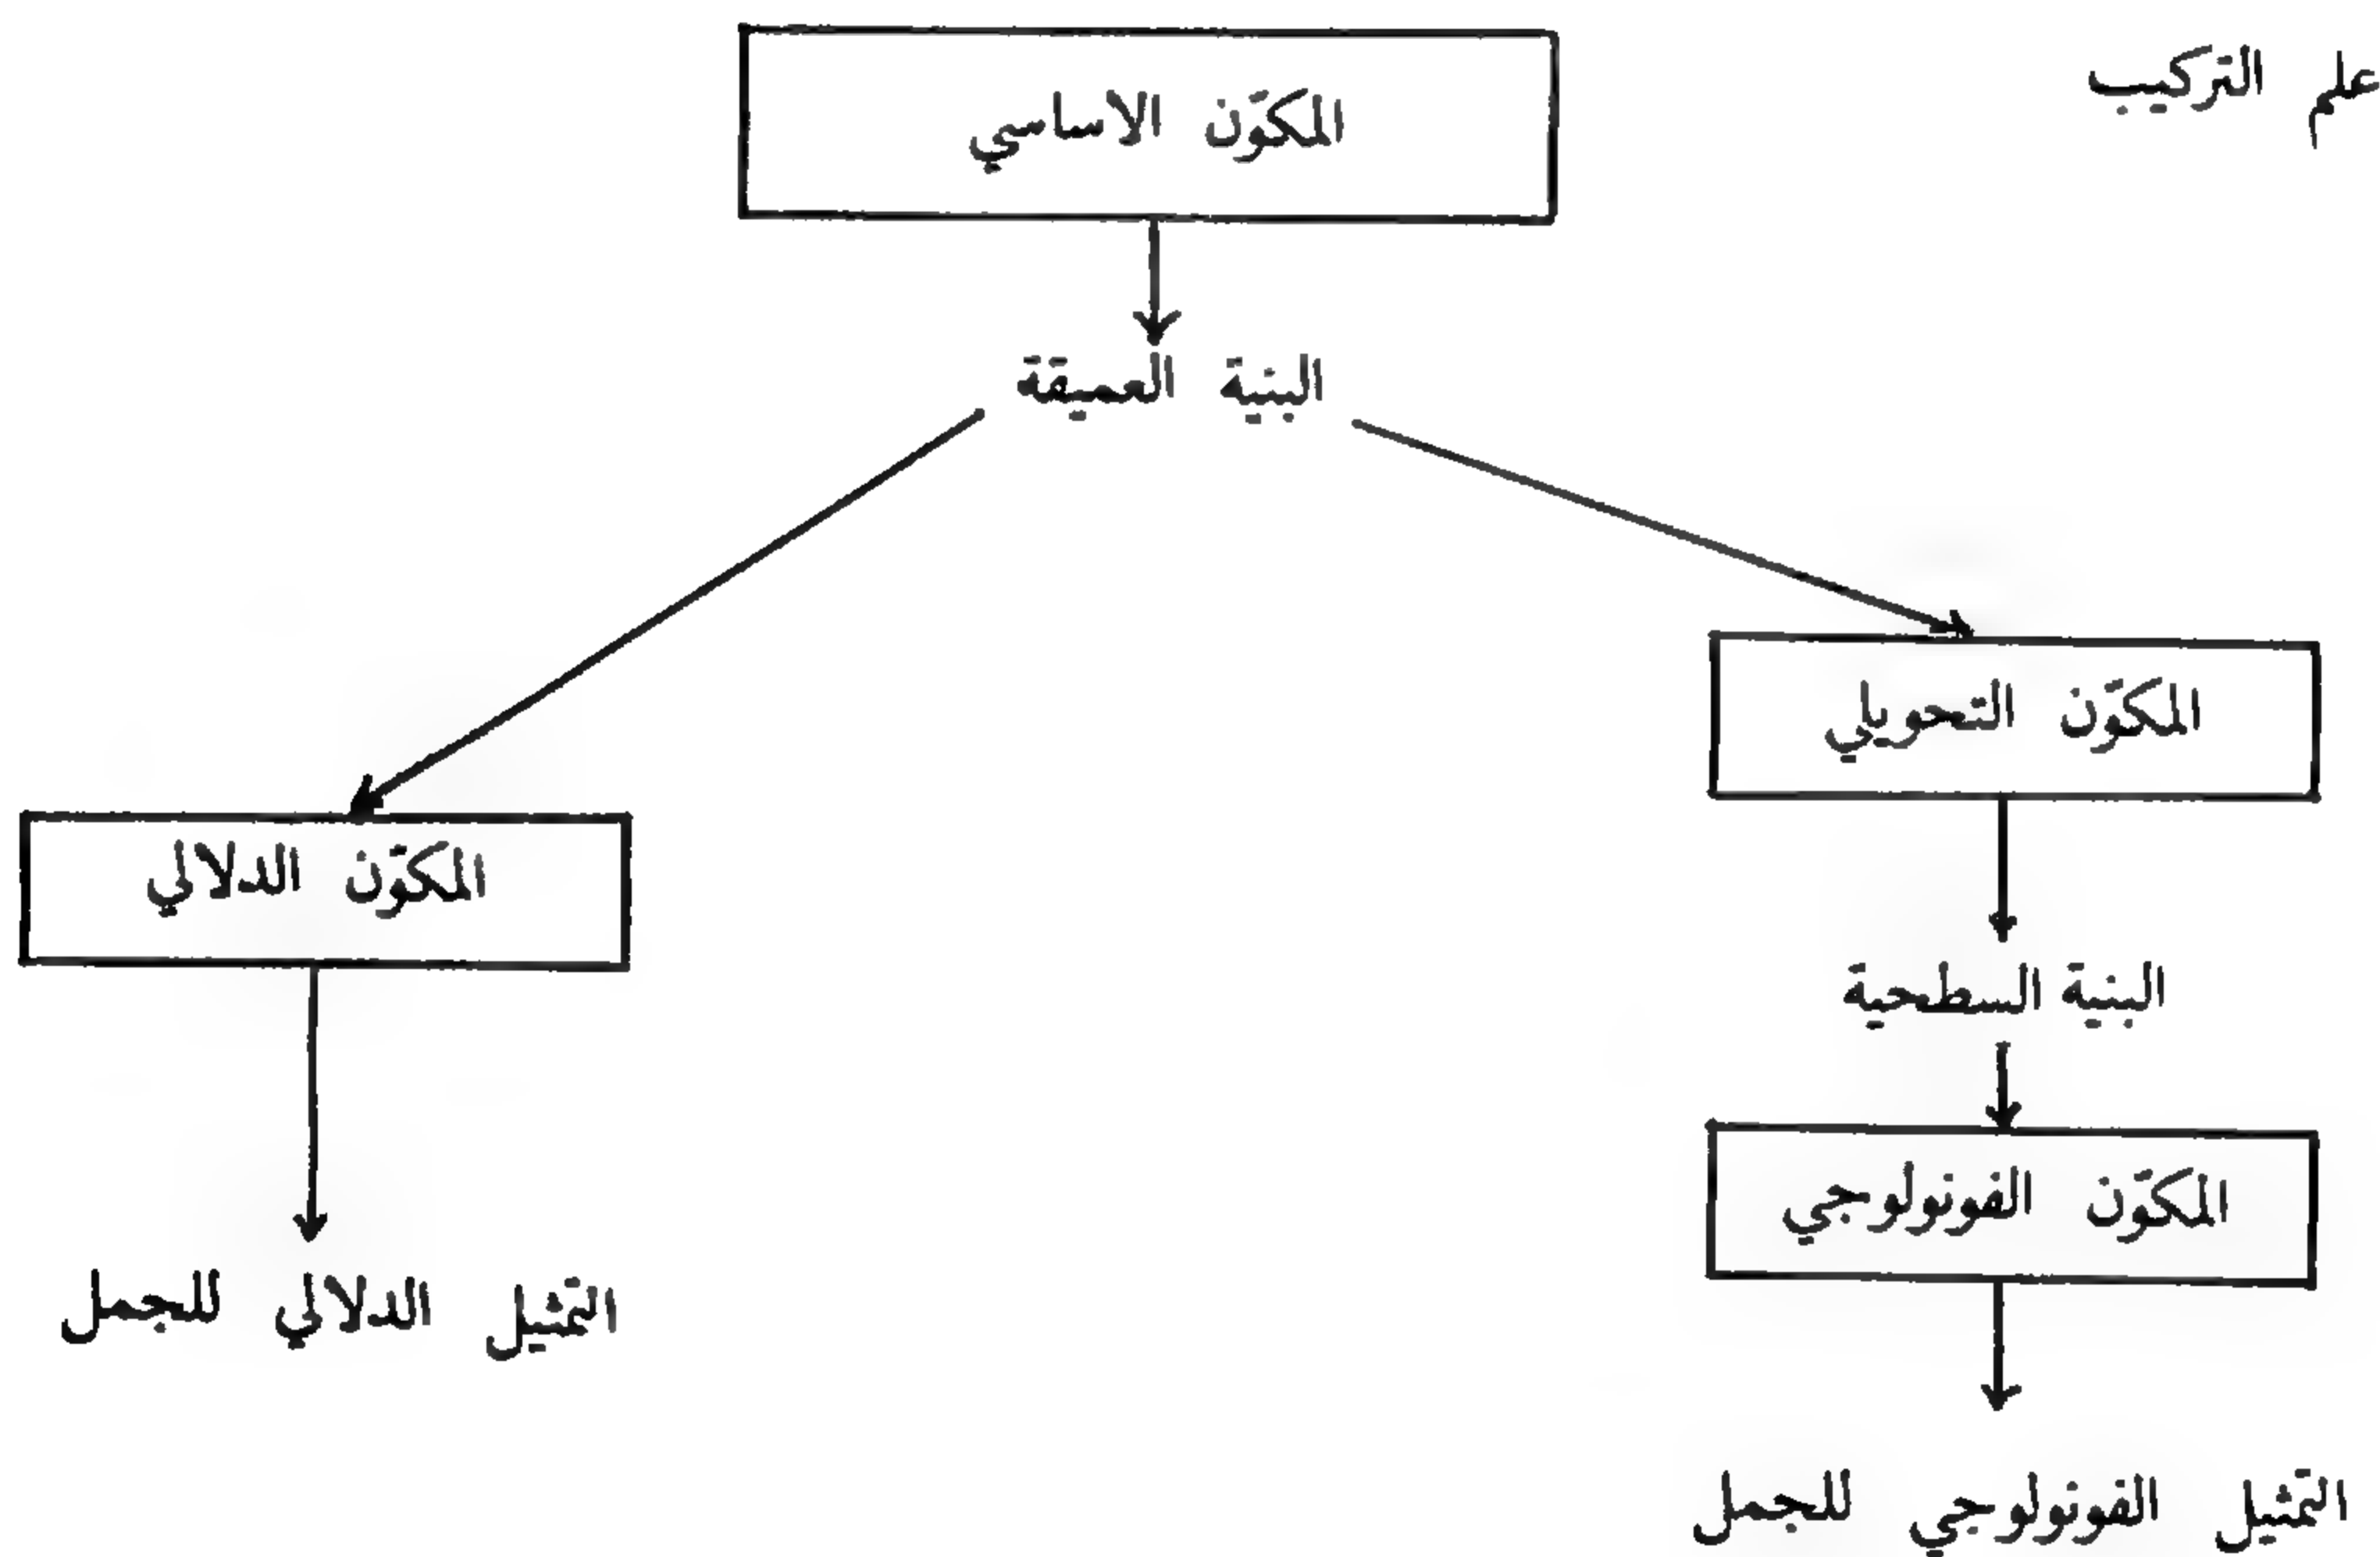 علم التركيب
المكوّن الاساسي
البنية العميقة
المكوّن التحويلي
المكوّن الدلالي
البنية السطحية
المكوّن الفونولوجي
التمثيل الدلالي للجمل
التمثيل الفونولوجي للجمل